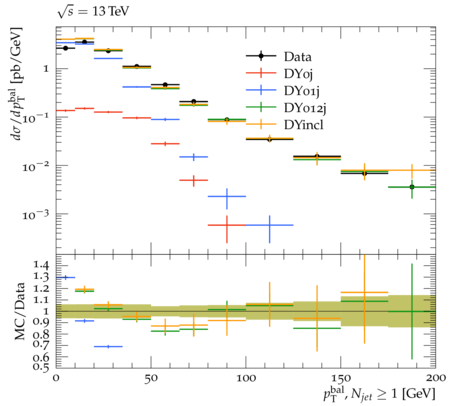 √s = 13 TeV
dσ/dp_T^bal [pb/GeV]
1
10⁻¹
10⁻²
10⁻³
Data
DY0j
DY01j
DY012j
DYincl
MC/Data
1.4
1.3
1.2
1.1
1
0.9
0.8
0.7
0.6
0.5
0 50 100 150 200
p_T^bal, N_jet ≥ 1 [GeV]